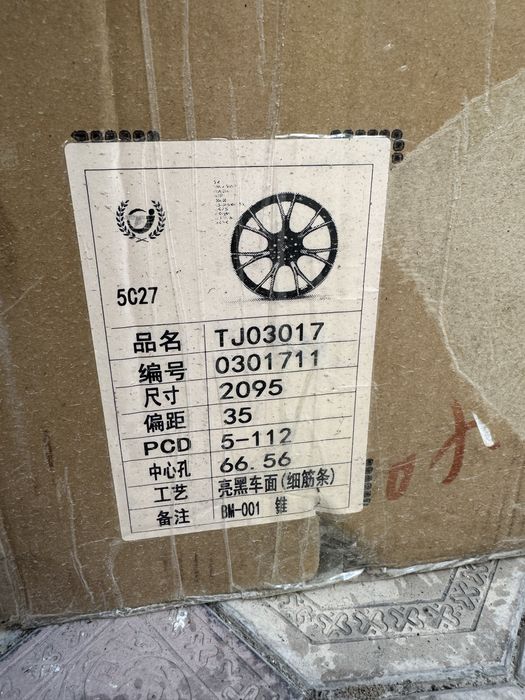 5C27
品名 TJ03017
编号 0301711
尺寸 2095
偏距 35
PCD 5-112
中心孔 66.56
工艺 亮黑车面(细筋条)
备注 BM-001 锥